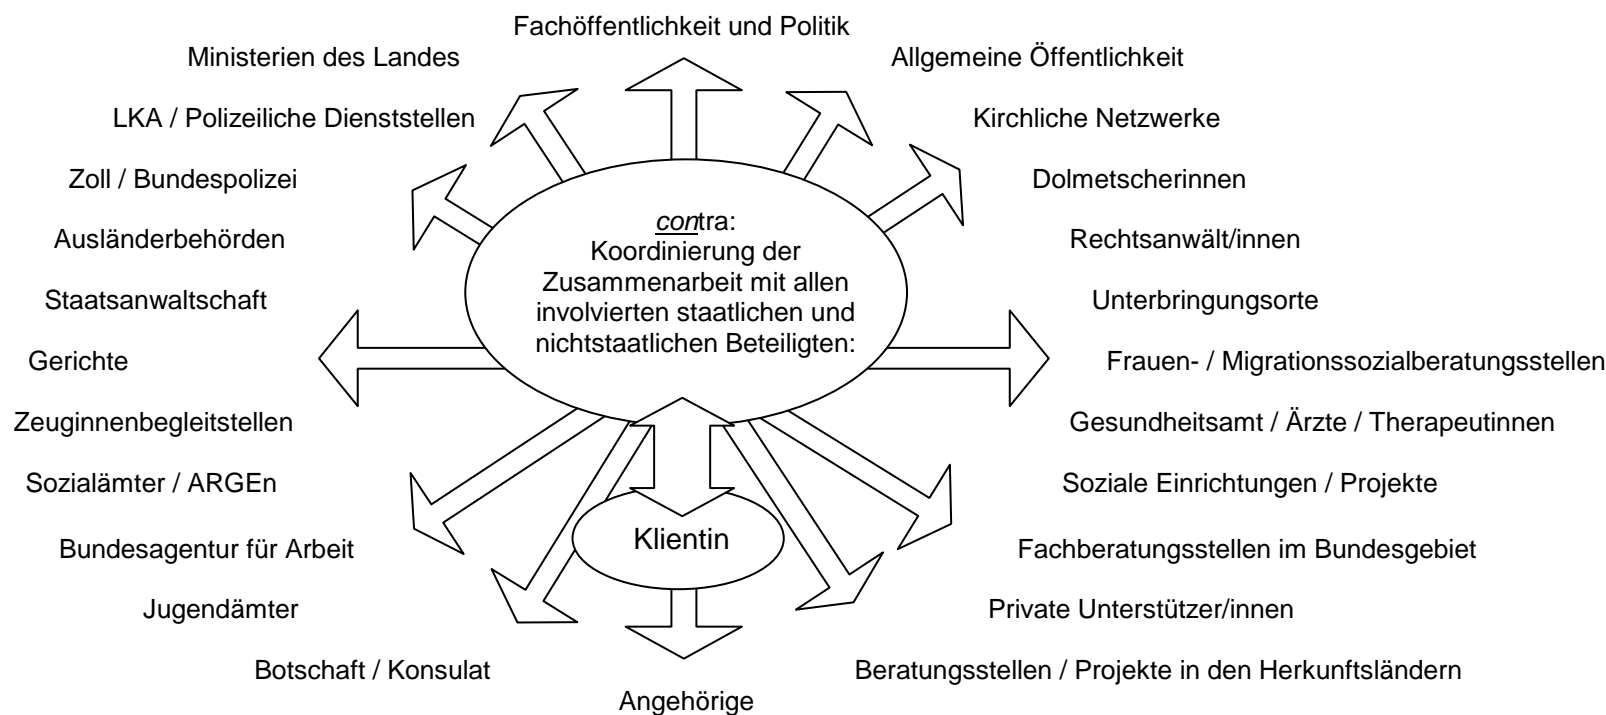 Fachöffentlichkeit und Politik
Ministerien des Landes
Allgemeine Öffentlichkeit
LKA / Polizeiliche Dienststellen
Kirchliche Netzwerke
Zoll / Bundespolizei
Dolmetscherinnen
Ausländerbehörden
Rechtsanwält/innen
Staatsanwaltschaft
Unterbringungsorte
Gerichte
Frauen- / Migrationssozialberatungsstellen
Zeuginnenbegleitstellen
Gesundheitsamt / Ärzte / Therapeutinnen
Sozialämter / ARGEn
Soziale Einrichtungen / Projekte
Bundesagentur für Arbeit
Fachberatungsstellen im Bundesgebiet
Jugendämter
Private Unterstützer/innen
Botschaft / Konsulat
Beratungsstellen / Projekte in den Herkunftsländern
Angehörige
contra:
Koordinierung der
Zusammenarbeit mit allen
involvierten staatlichen und
nichtstaatlichen Beteiligten:
Klientin